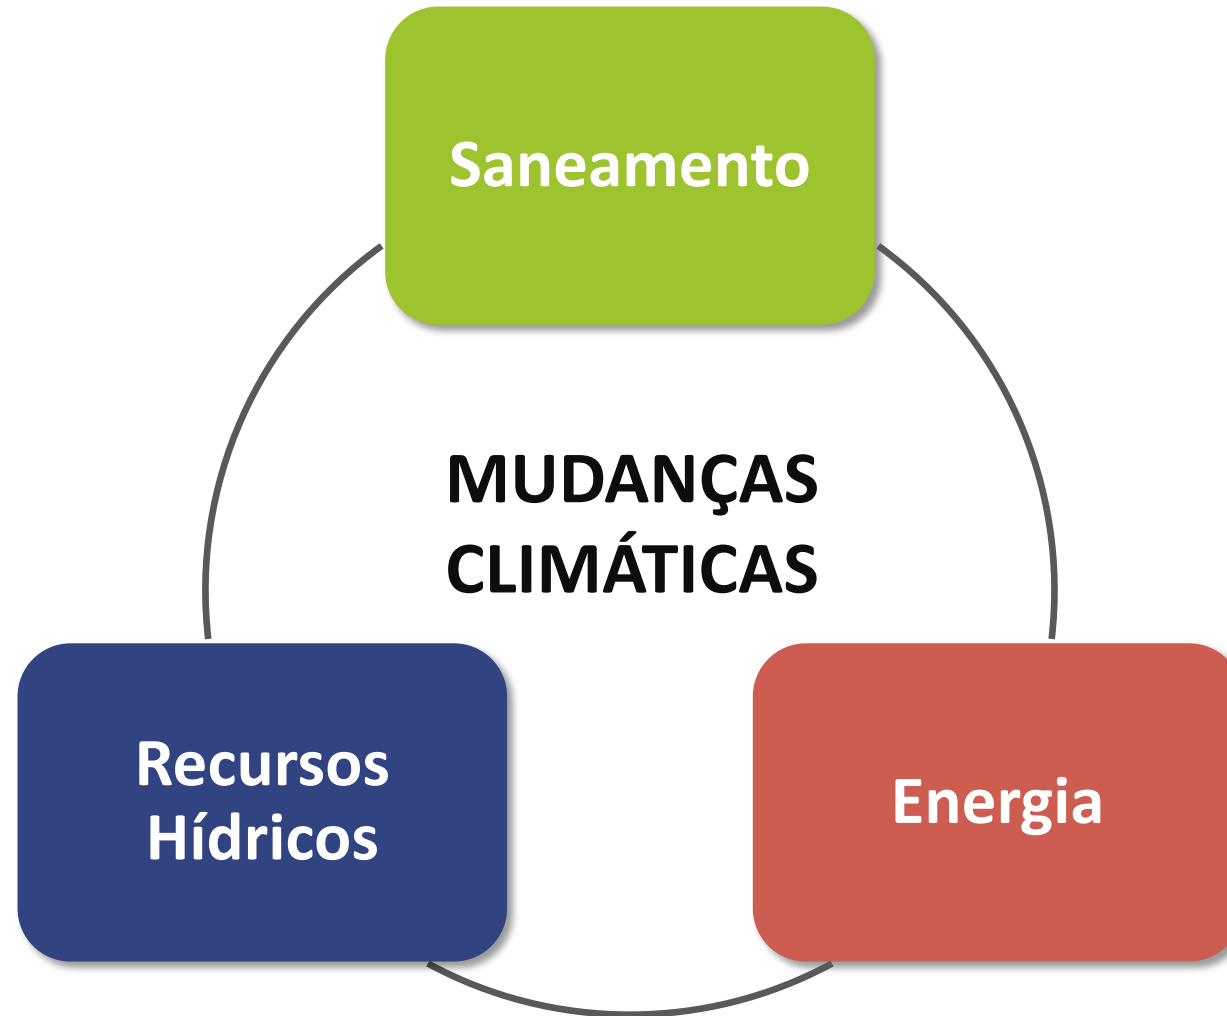 Saneamento
MUDANÇAS
CLIMÁTICAS
Recursos
Hídricos
Energia